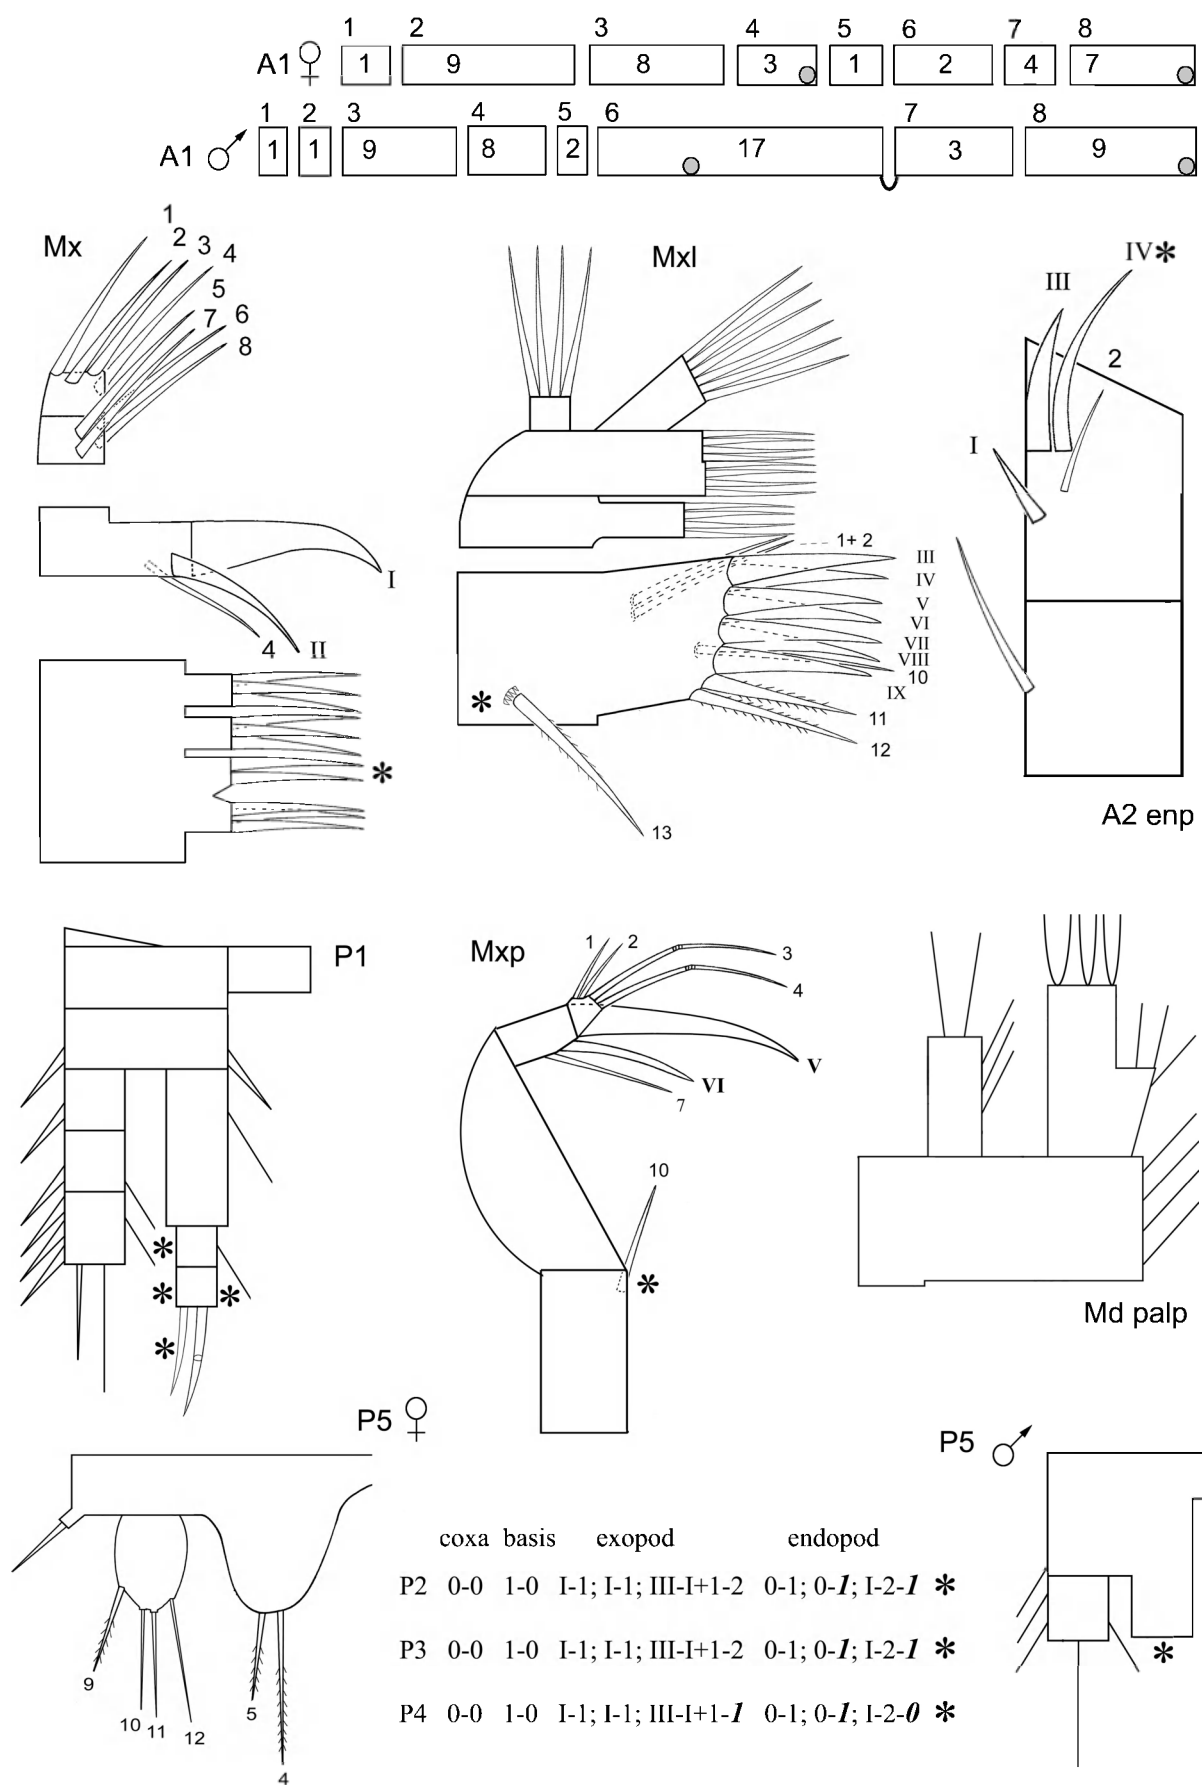 1 2 3 4 5 6 7 8
A1 ♀ 1 9 8 3 1 2 4 7
1 2 3 4 5 6 7 8
A1 ♂ 1 1 9 8 2 17 3 9
Mx
1
2
3
4
5
6
7
8
I
4
II
*
Mxl
1+ 2
III
IV
V
VI
VII
VIII
10
IX
11
12
*
13
IV*
III
2
I
A2 enp
P1
*
* *
*
Mxp
1
2
3
4
V
VI
7
10
*
Md palp
P5 ♀
9
10
11
12
5
4
coxa basis exopod endopod
P2 0-0 1-0 I-1; I-1; III-I+1-2 0-1; 0-1; I-2-1 *
P3 0-0 1-0 I-1; I-1; III-I+1-2 0-1; 0-1; I-2-1 *
P4 0-0 1-0 I-1; I-1; III-I+1-1 0-1; 0-1; I-2-0 *
P5 ♂
*